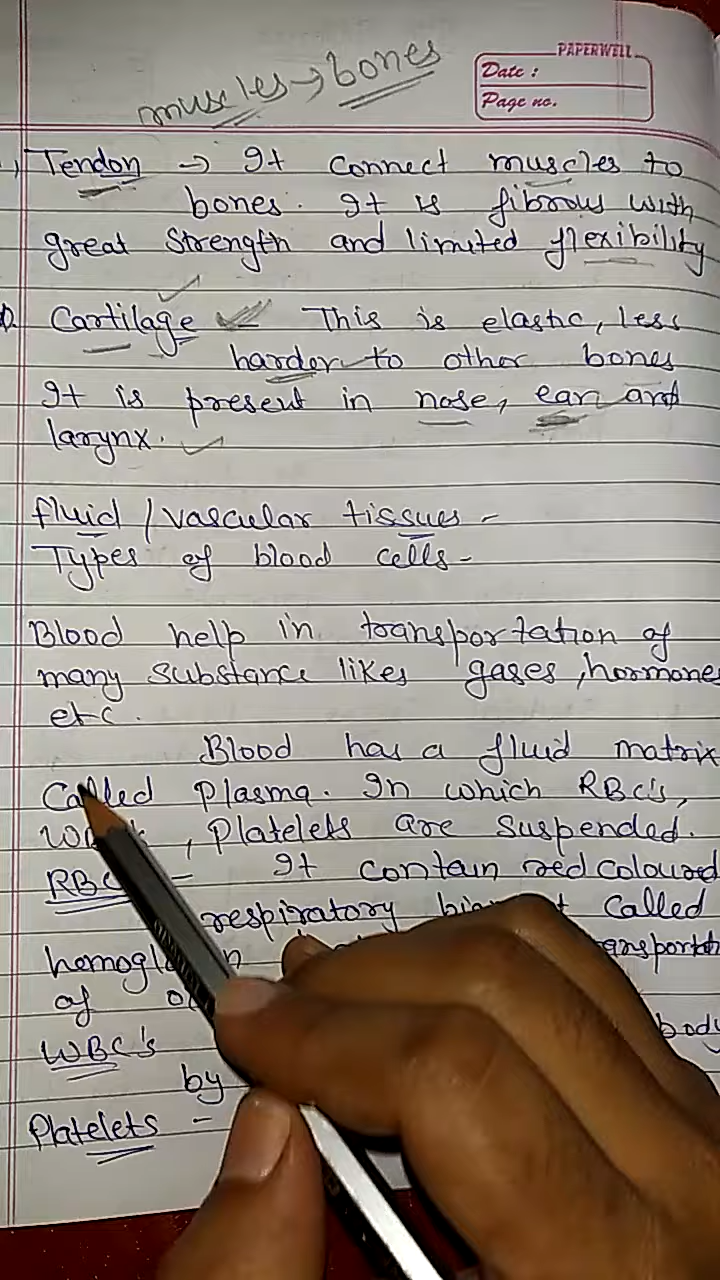 muscles → bones
PAPERWELL
Date :
Page no.
Tendon → It connect muscles to
bones. It is fibrous with
great strength and limited flexibility
Cartilage - This is elastic, less
harder to other bones
It is present in nose, ear and
larynx.
fluid / vascular tissues -
Types of blood cells -
Blood help in transportation of
many substance likes gases, hormones
etc.
Blood has a fluid matrix
Called Plasma. In which RBC's,
, Platelets are suspended.
RBC - It contain red coloured
respiratory called
of
body
WBC's
by
Platelets -